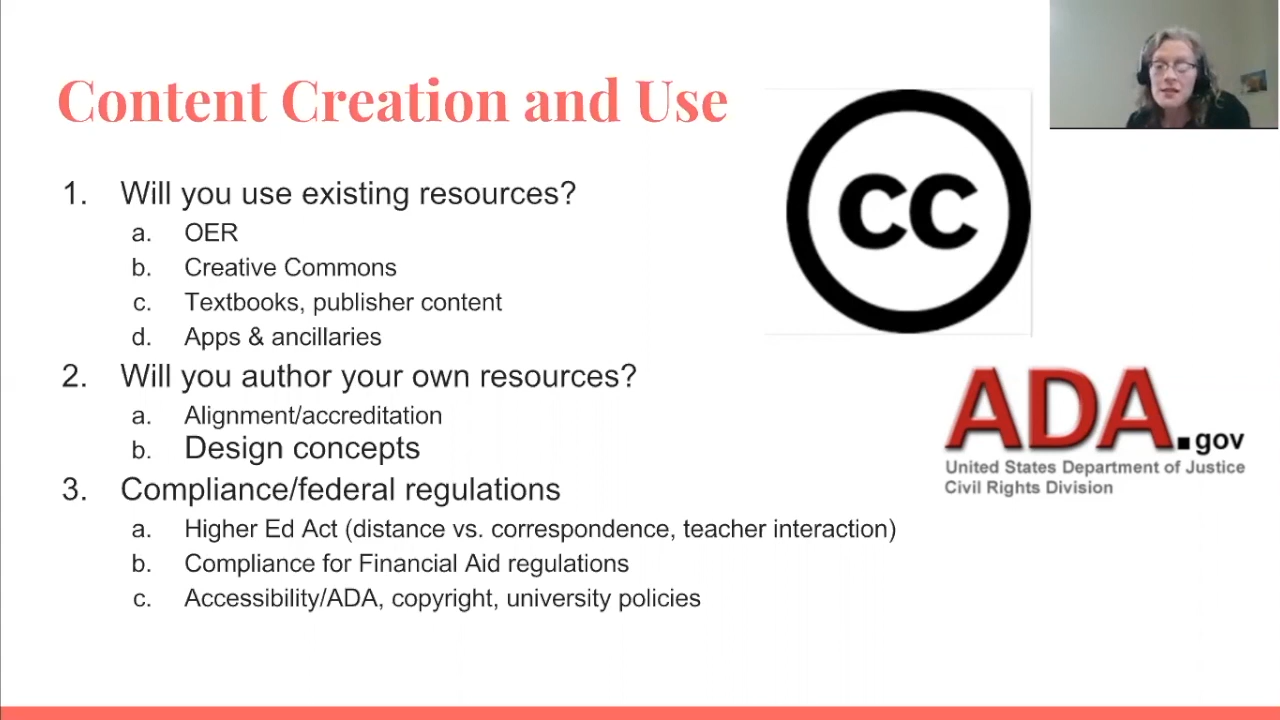 Content Creation and Use
1. Will you use existing resources?
a. OER
b. Creative Commons
c. Textbooks, publisher content
d. Apps & ancillaries
2. Will you author your own resources?
a. Alignment/accreditation
b. Design concepts
3. Compliance/federal regulations
a. Higher Ed Act (distance vs. correspondence, teacher interaction)
b. Compliance for Financial Aid regulations
c. Accessibility/ADA, copyright, university policies
cc
ADA.gov
United States Department of Justice
Civil Rights Division